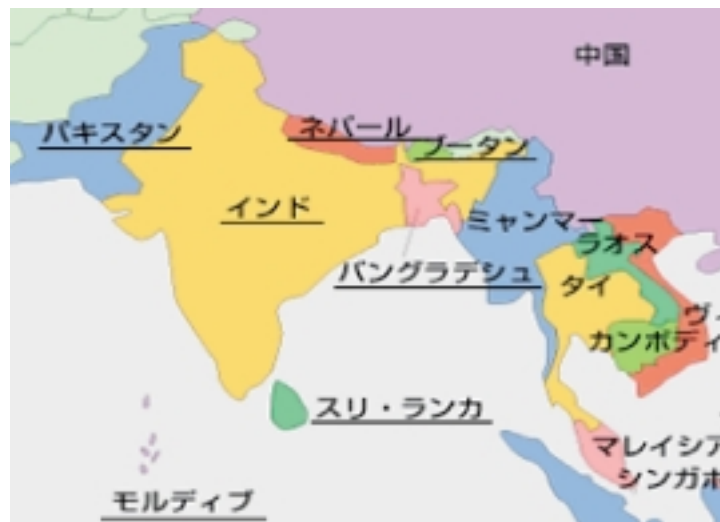 中国
パキスタン
ネパール
ブータン
インド
ミャンマー
ラオス
バングラデシュ
タイ
ヴ
カンボディ
スリ・ランカ
マレイシア
シンガポ
モルディブ